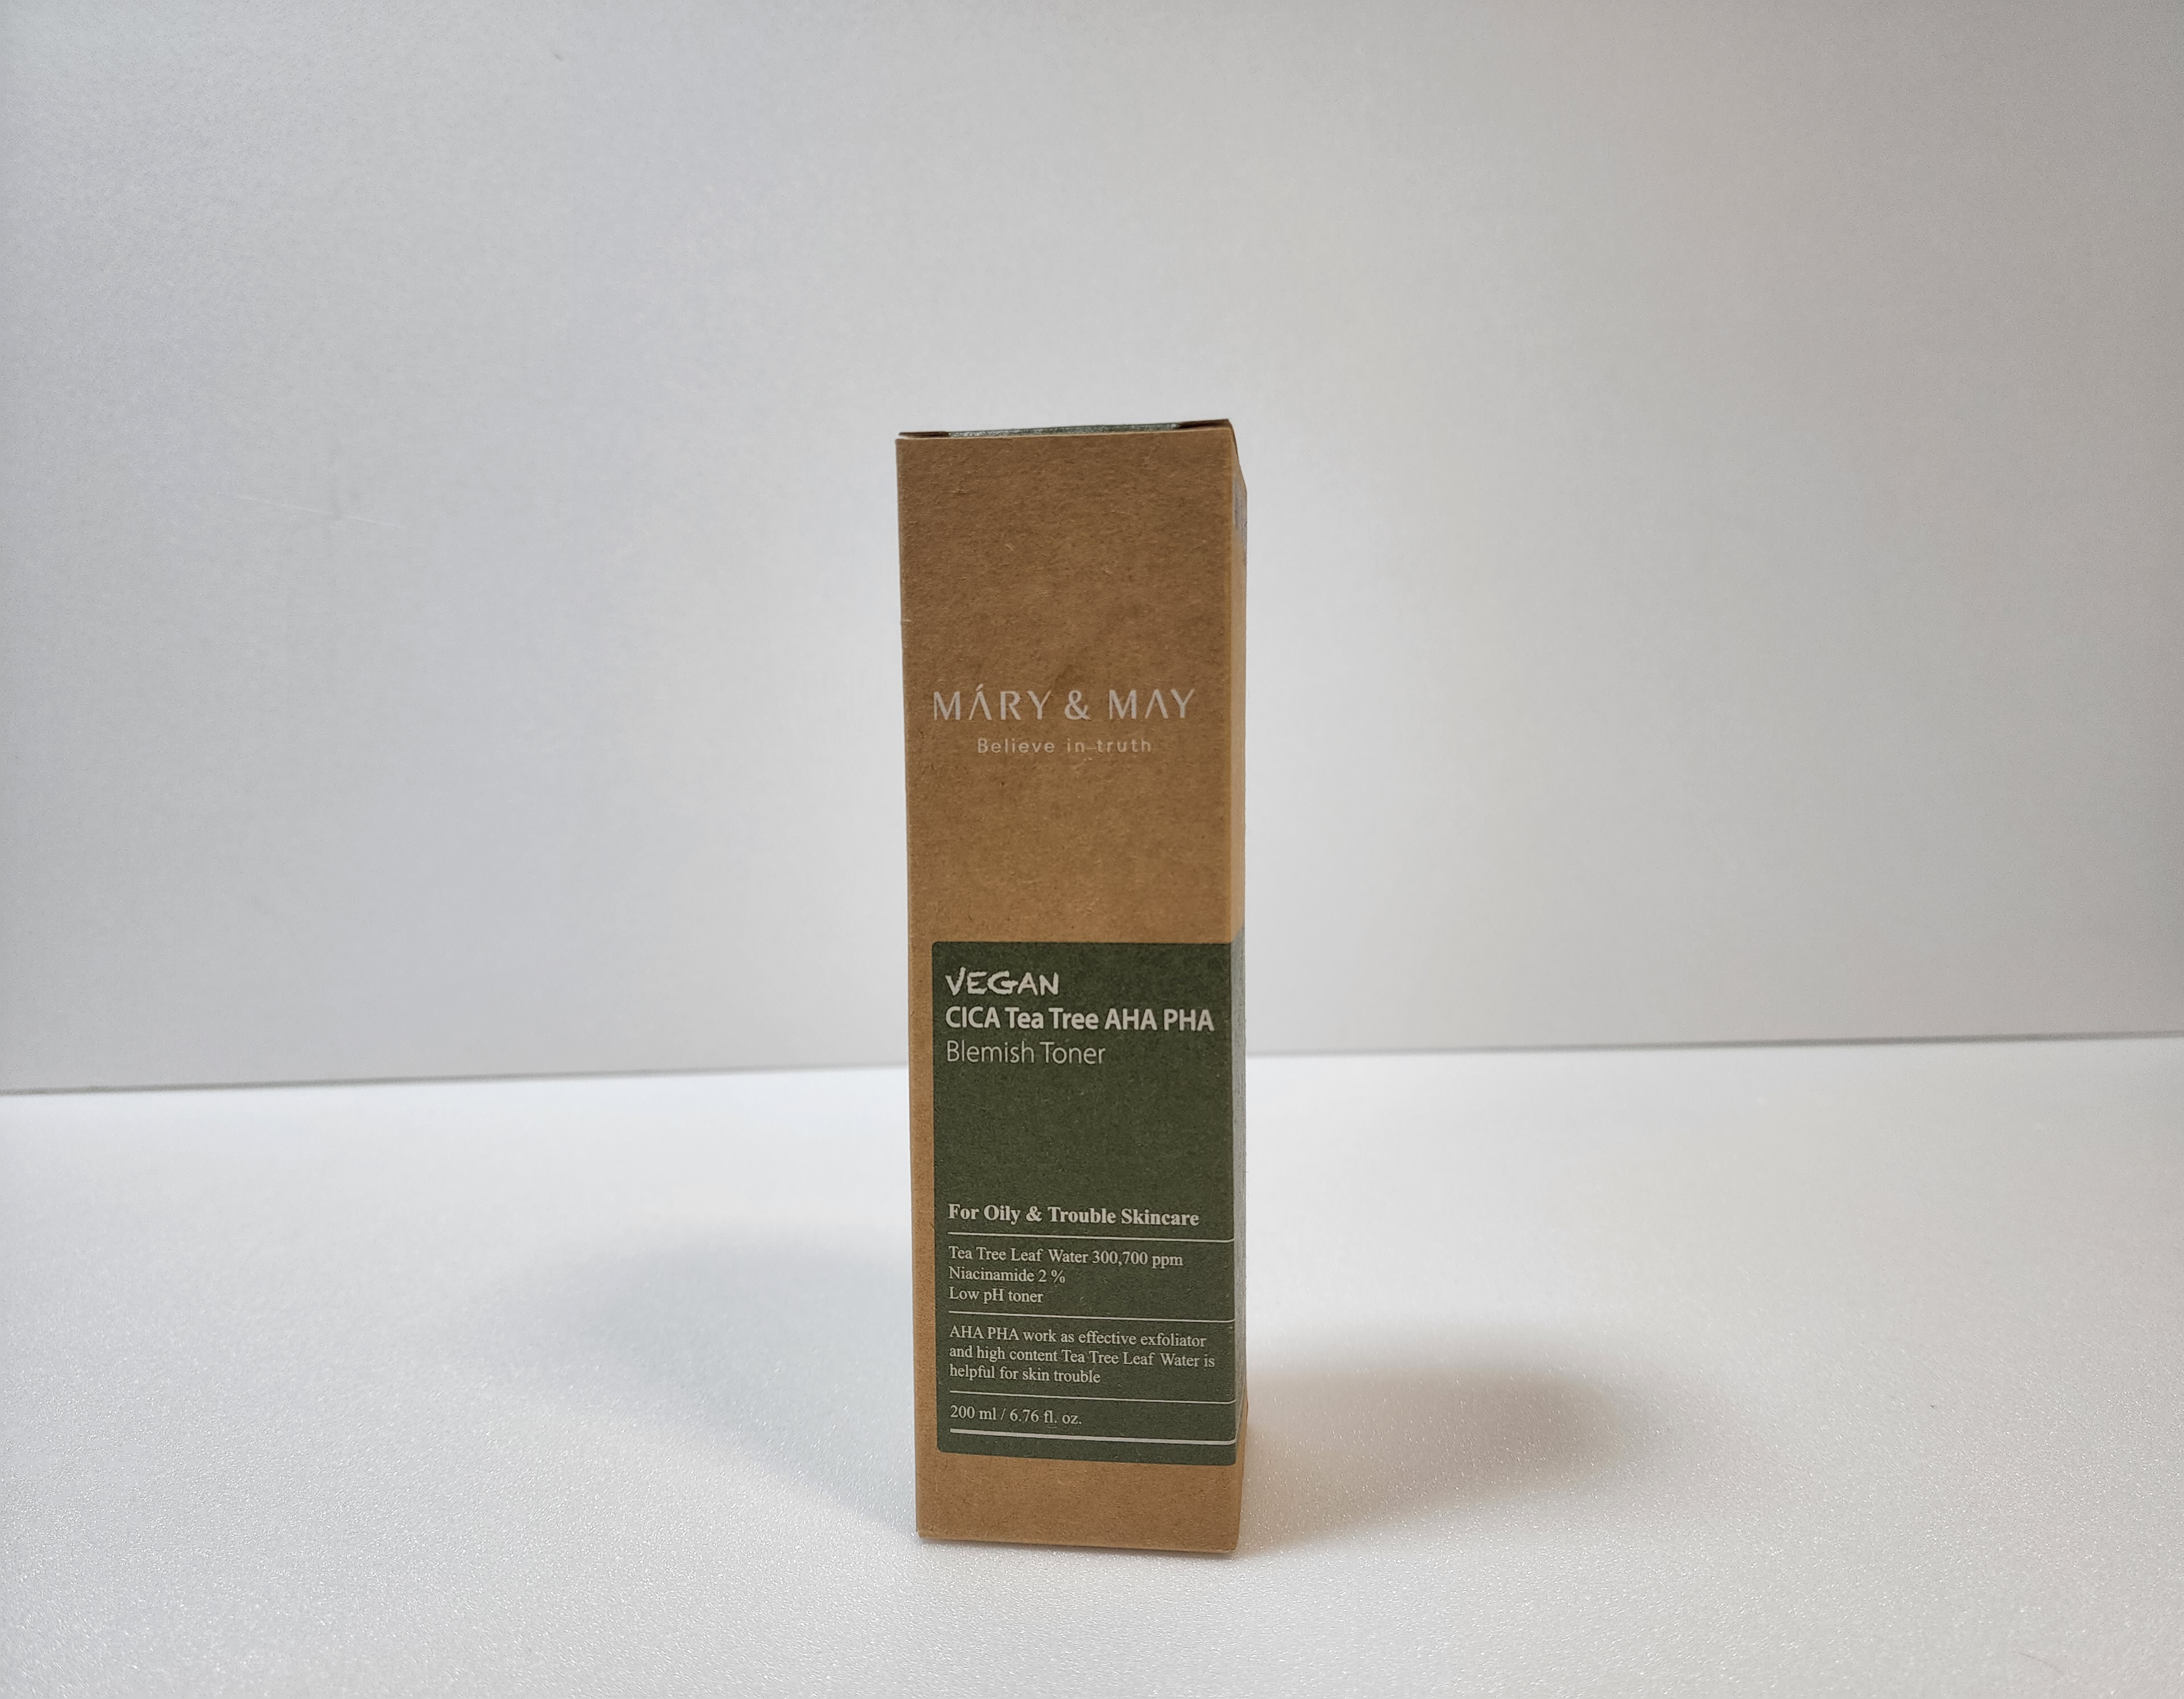 MÁRY & MAY
Believe in truth
VEGAN
CICA Tea Tree AHA PHA
Blemish Toner
For Oily & Trouble Skincare
Tea Tree Leaf Water 300,700 ppm
Niacinamide 2 %
Low pH toner
AHA PHA work as effective exfoliator
and high content Tea Tree Leaf Water is
helpful for skin trouble
200 ml / 6.76 fl. oz.